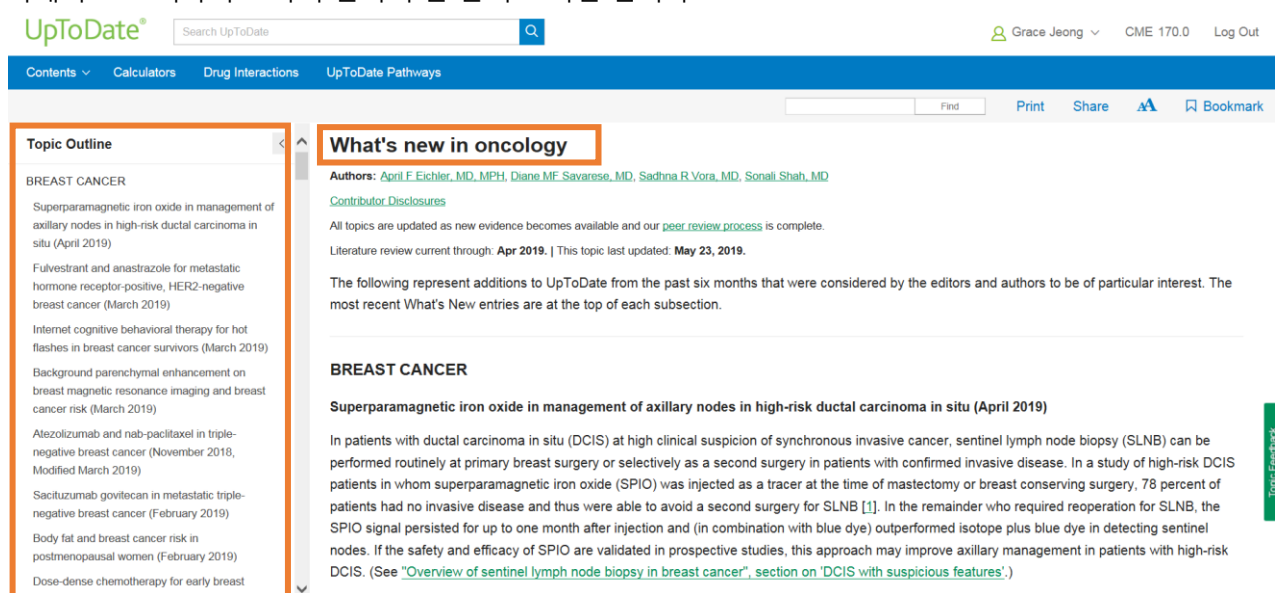 UpToDate®
Search UpToDate
Grace Jeong
CME 170.0
Log Out
Contents
Calculators
Drug Interactions
UpToDate Pathways
Find
Print
Share
AA
Bookmark
Topic Outline
BREAST CANCER
Superparamagnetic iron oxide in management of
axillary nodes in high-risk ductal carcinoma in
situ (April 2019)
Fulvestrant and anastrazole for metastatic
hormone receptor-positive, HER2-negative
breast cancer (March 2019)
Internet cognitive behavioral therapy for hot
flashes in breast cancer survivors (March 2019)
Background parenchymal enhancement on
breast magnetic resonance imaging and breast
cancer risk (March 2019)
Atezolizumab and nab-paclitaxel in triple-
negative breast cancer (November 2018,
Modified March 2019)
Sacituzumab govitecan in metastatic triple-
negative breast cancer (February 2019)
Body fat and breast cancer risk in
postmenopausal women (February 2019)
Dose-dense chemotherapy for early breast
What's new in oncology
Authors: April F Eichler, MD, MPH, Diane MF Savarese, MD, Sadhna R Vora, MD, Sonali Shah, MD
Contributor Disclosures
All topics are updated as new evidence becomes available and our peer review process is complete.
Literature review current through: Apr 2019. | This topic last updated: May 23, 2019.
The following represent additions to UpToDate from the past six months that were considered by the editors and authors to be of particular interest. The
most recent What's New entries are at the top of each subsection.
BREAST CANCER
Superparamagnetic iron oxide in management of axillary nodes in high-risk ductal carcinoma in situ (April 2019)
In patients with ductal carcinoma in situ (DCIS) at high clinical suspicion of synchronous invasive cancer, sentinel lymph node biopsy (SLNB) can be
performed routinely at primary breast surgery or selectively as a second surgery in patients with confirmed invasive disease. In a study of high-risk DCIS
patients in whom superparamagnetic iron oxide (SPIO) was injected as a tracer at the time of mastectomy or breast conserving surgery, 78 percent of
patients had no invasive disease and thus were able to avoid a second surgery for SLNB [1]. In the remainder who required reoperation for SLNB, the
SPIO signal persisted for up to one month after injection and (in combination with blue dye) outperformed isotope plus blue dye in detecting sentinel
nodes. If the safety and efficacy of SPIO are validated in prospective studies, this approach may improve axillary management in patients with high-risk
DCIS. (See "Overview of sentinel lymph node biopsy in breast cancer", section on 'DCIS with suspicious features'.)
Topic Feedback